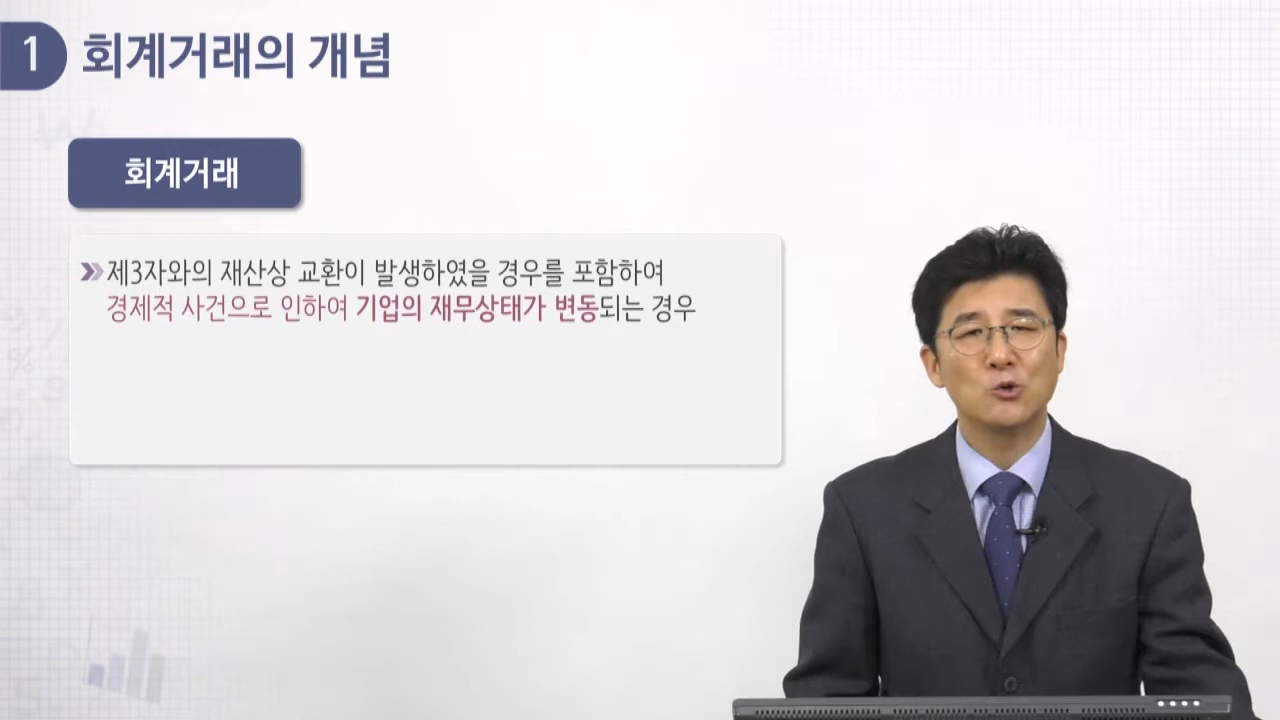 1 회계거래의 개념
회계거래
제3자와의 재산상 교환이 발생하였을 경우를 포함하여
경제적 사건으로 인하여 기업의 재무상태가 변동되는 경우